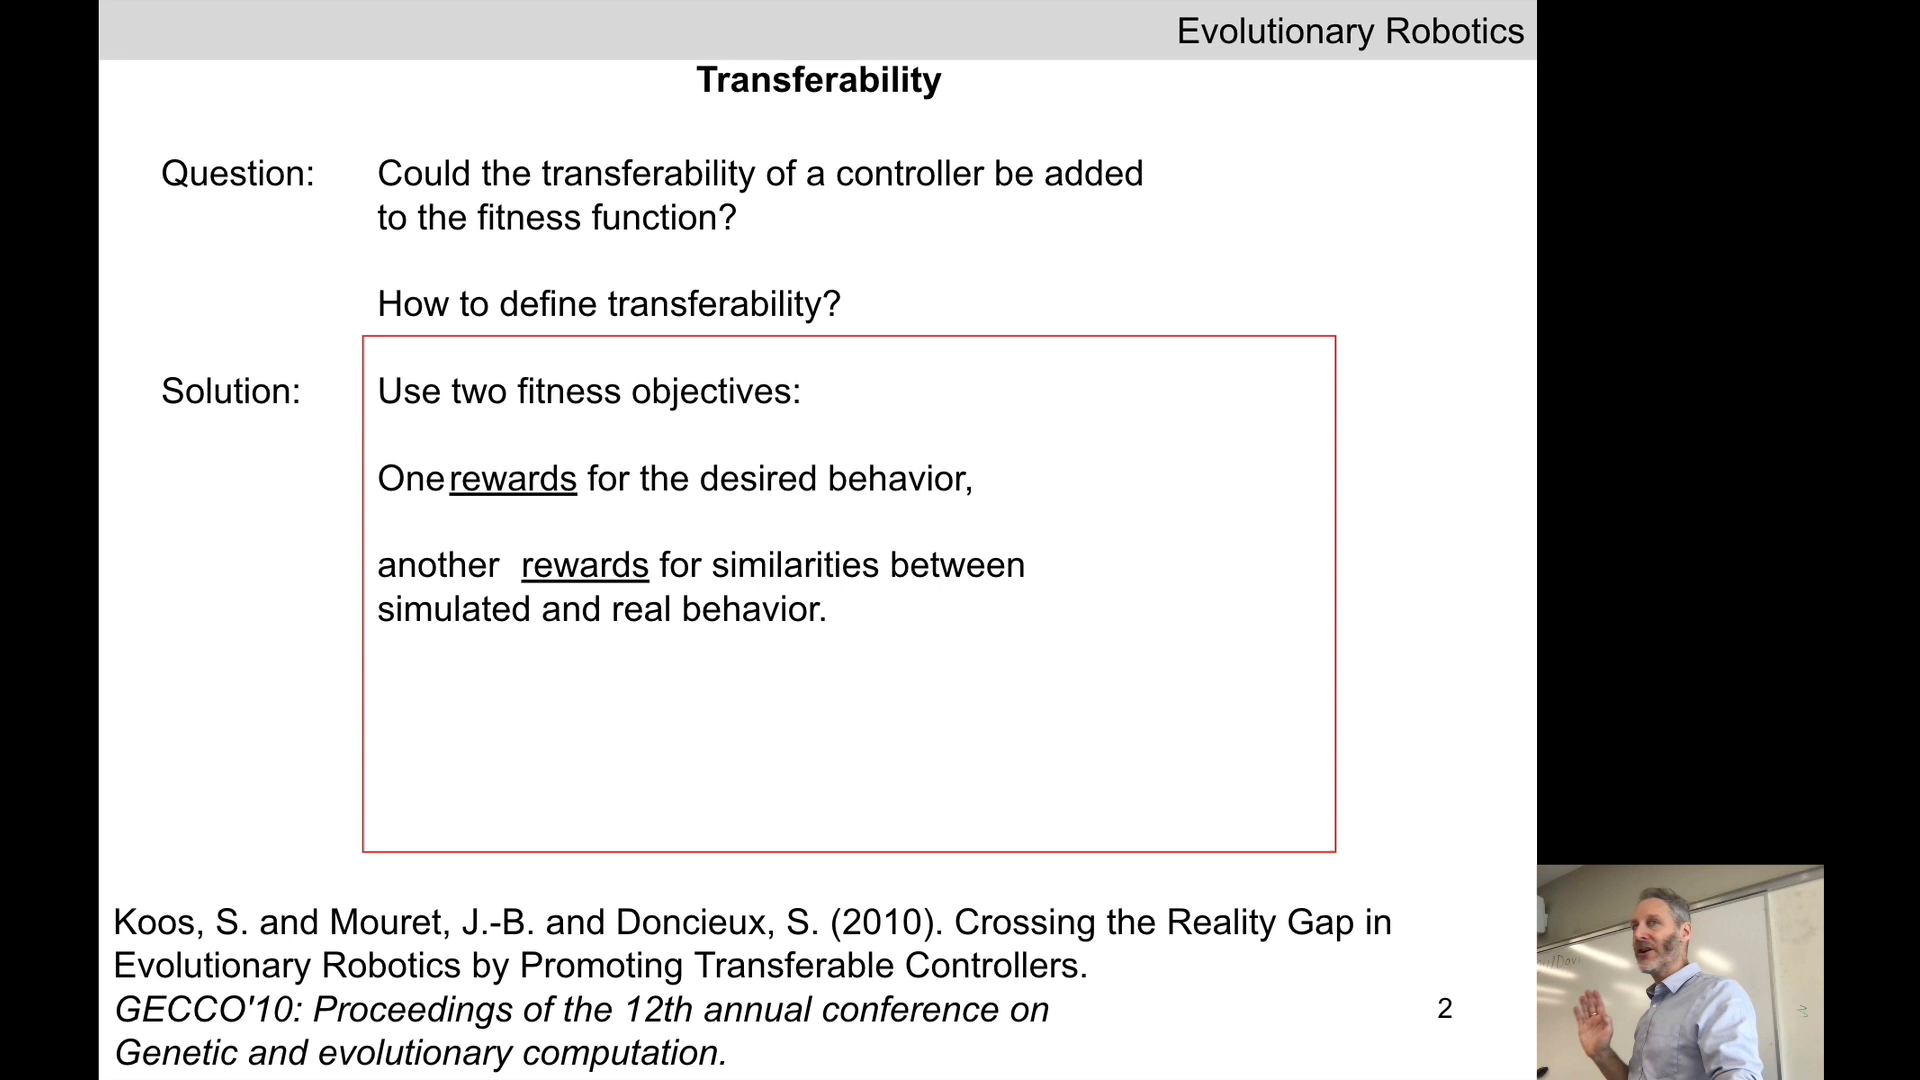 Evolutionary Robotics
Transferability
Question: Could the transferability of a controller be added
to the fitness function?
How to define transferability?
Solution: Use two fitness objectives:
One rewards for the desired behavior,
another rewards for similarities between
simulated and real behavior.
Koos, S. and Mouret, J.-B. and Doncieux, S. (2010). Crossing the Reality Gap in
Evolutionary Robotics by Promoting Transferable Controllers.
GECCO'10: Proceedings of the 12th annual conference on
Genetic and evolutionary computation.
2